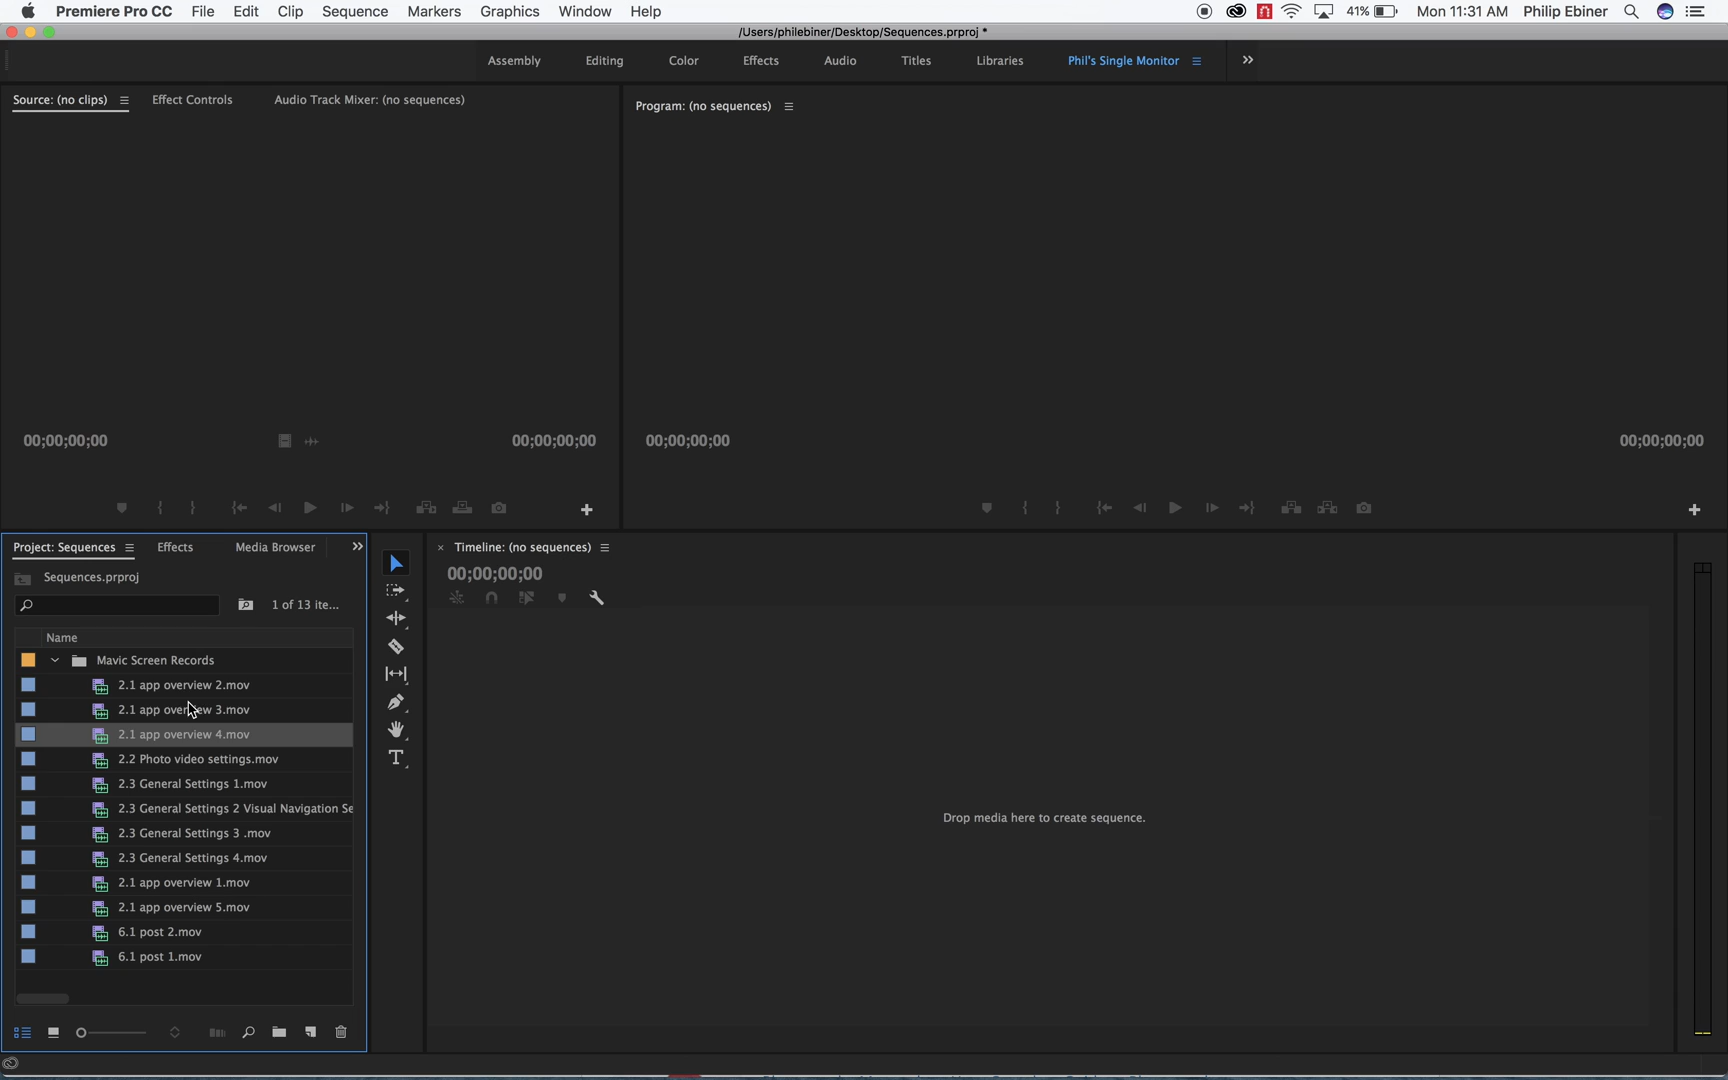 Premiere Pro CC File Edit Clip Sequence Markers Graphics Window Help 41% Mon 11:31 AM Philip Ebiner
/Users/philebiner/Desktop/Sequences.prproj *
Assembly Editing Color Effects Audio Titles Libraries Phil's Single Monitor
Source: (no clips) Effect Controls Audio Track Mixer: (no sequences)
Program: (no sequences)
00;00;00;00 00;00;00;00
00;00;00;00 00;00;00;00
Project: Sequences Effects Media Browser
Sequences.prproj
1 of 13 ite...
Name
Mavic Screen Records
2.1 app overview 2.mov
2.1 app overview 3.mov
2.1 app overview 4.mov
2.2 Photo video settings.mov
2.3 General Settings 1.mov
2.3 General Settings 2 Visual Navigation Se
2.3 General Settings 3 .mov
2.3 General Settings 4.mov
2.1 app overview 1.mov
2.1 app overview 5.mov
6.1 post 2.mov
6.1 post 1.mov
Timeline: (no sequences)
00;00;00;00
Drop media here to create sequence.